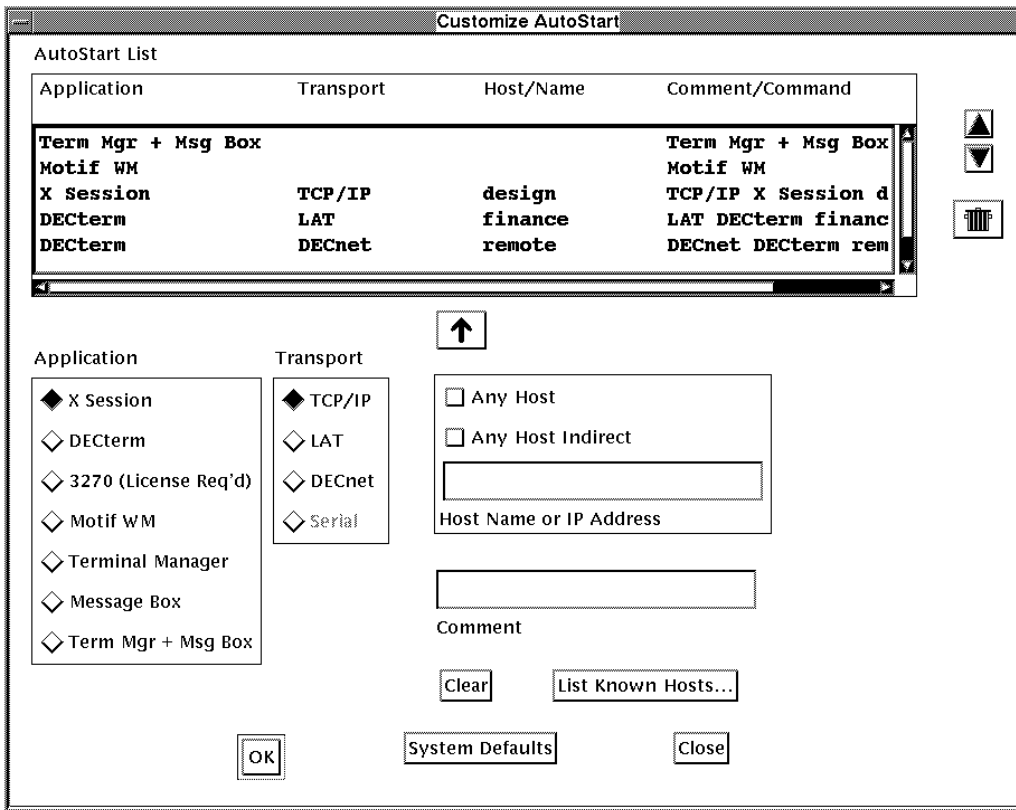 Customize AutoStart
AutoStart List
Application Transport Host/Name Comment/Command
Term Mgr + Msg Box Term Mgr + Msg Box
Motif WM Motif WM
X Session TCP/IP design TCP/IP X Session d
DECterm LAT finance LAT DECterm financ
DECterm DECnet remote DECnet DECterm rem
Application Transport
X Session TCP/IP Any Host
DECterm LAT Any Host Indirect
3270 (License Req'd) DECnet
Motif WM Serial Host Name or IP Address
Terminal Manager
Message Box
Term Mgr + Msg Box Comment
Clear List Known Hosts...
OK System Defaults Close